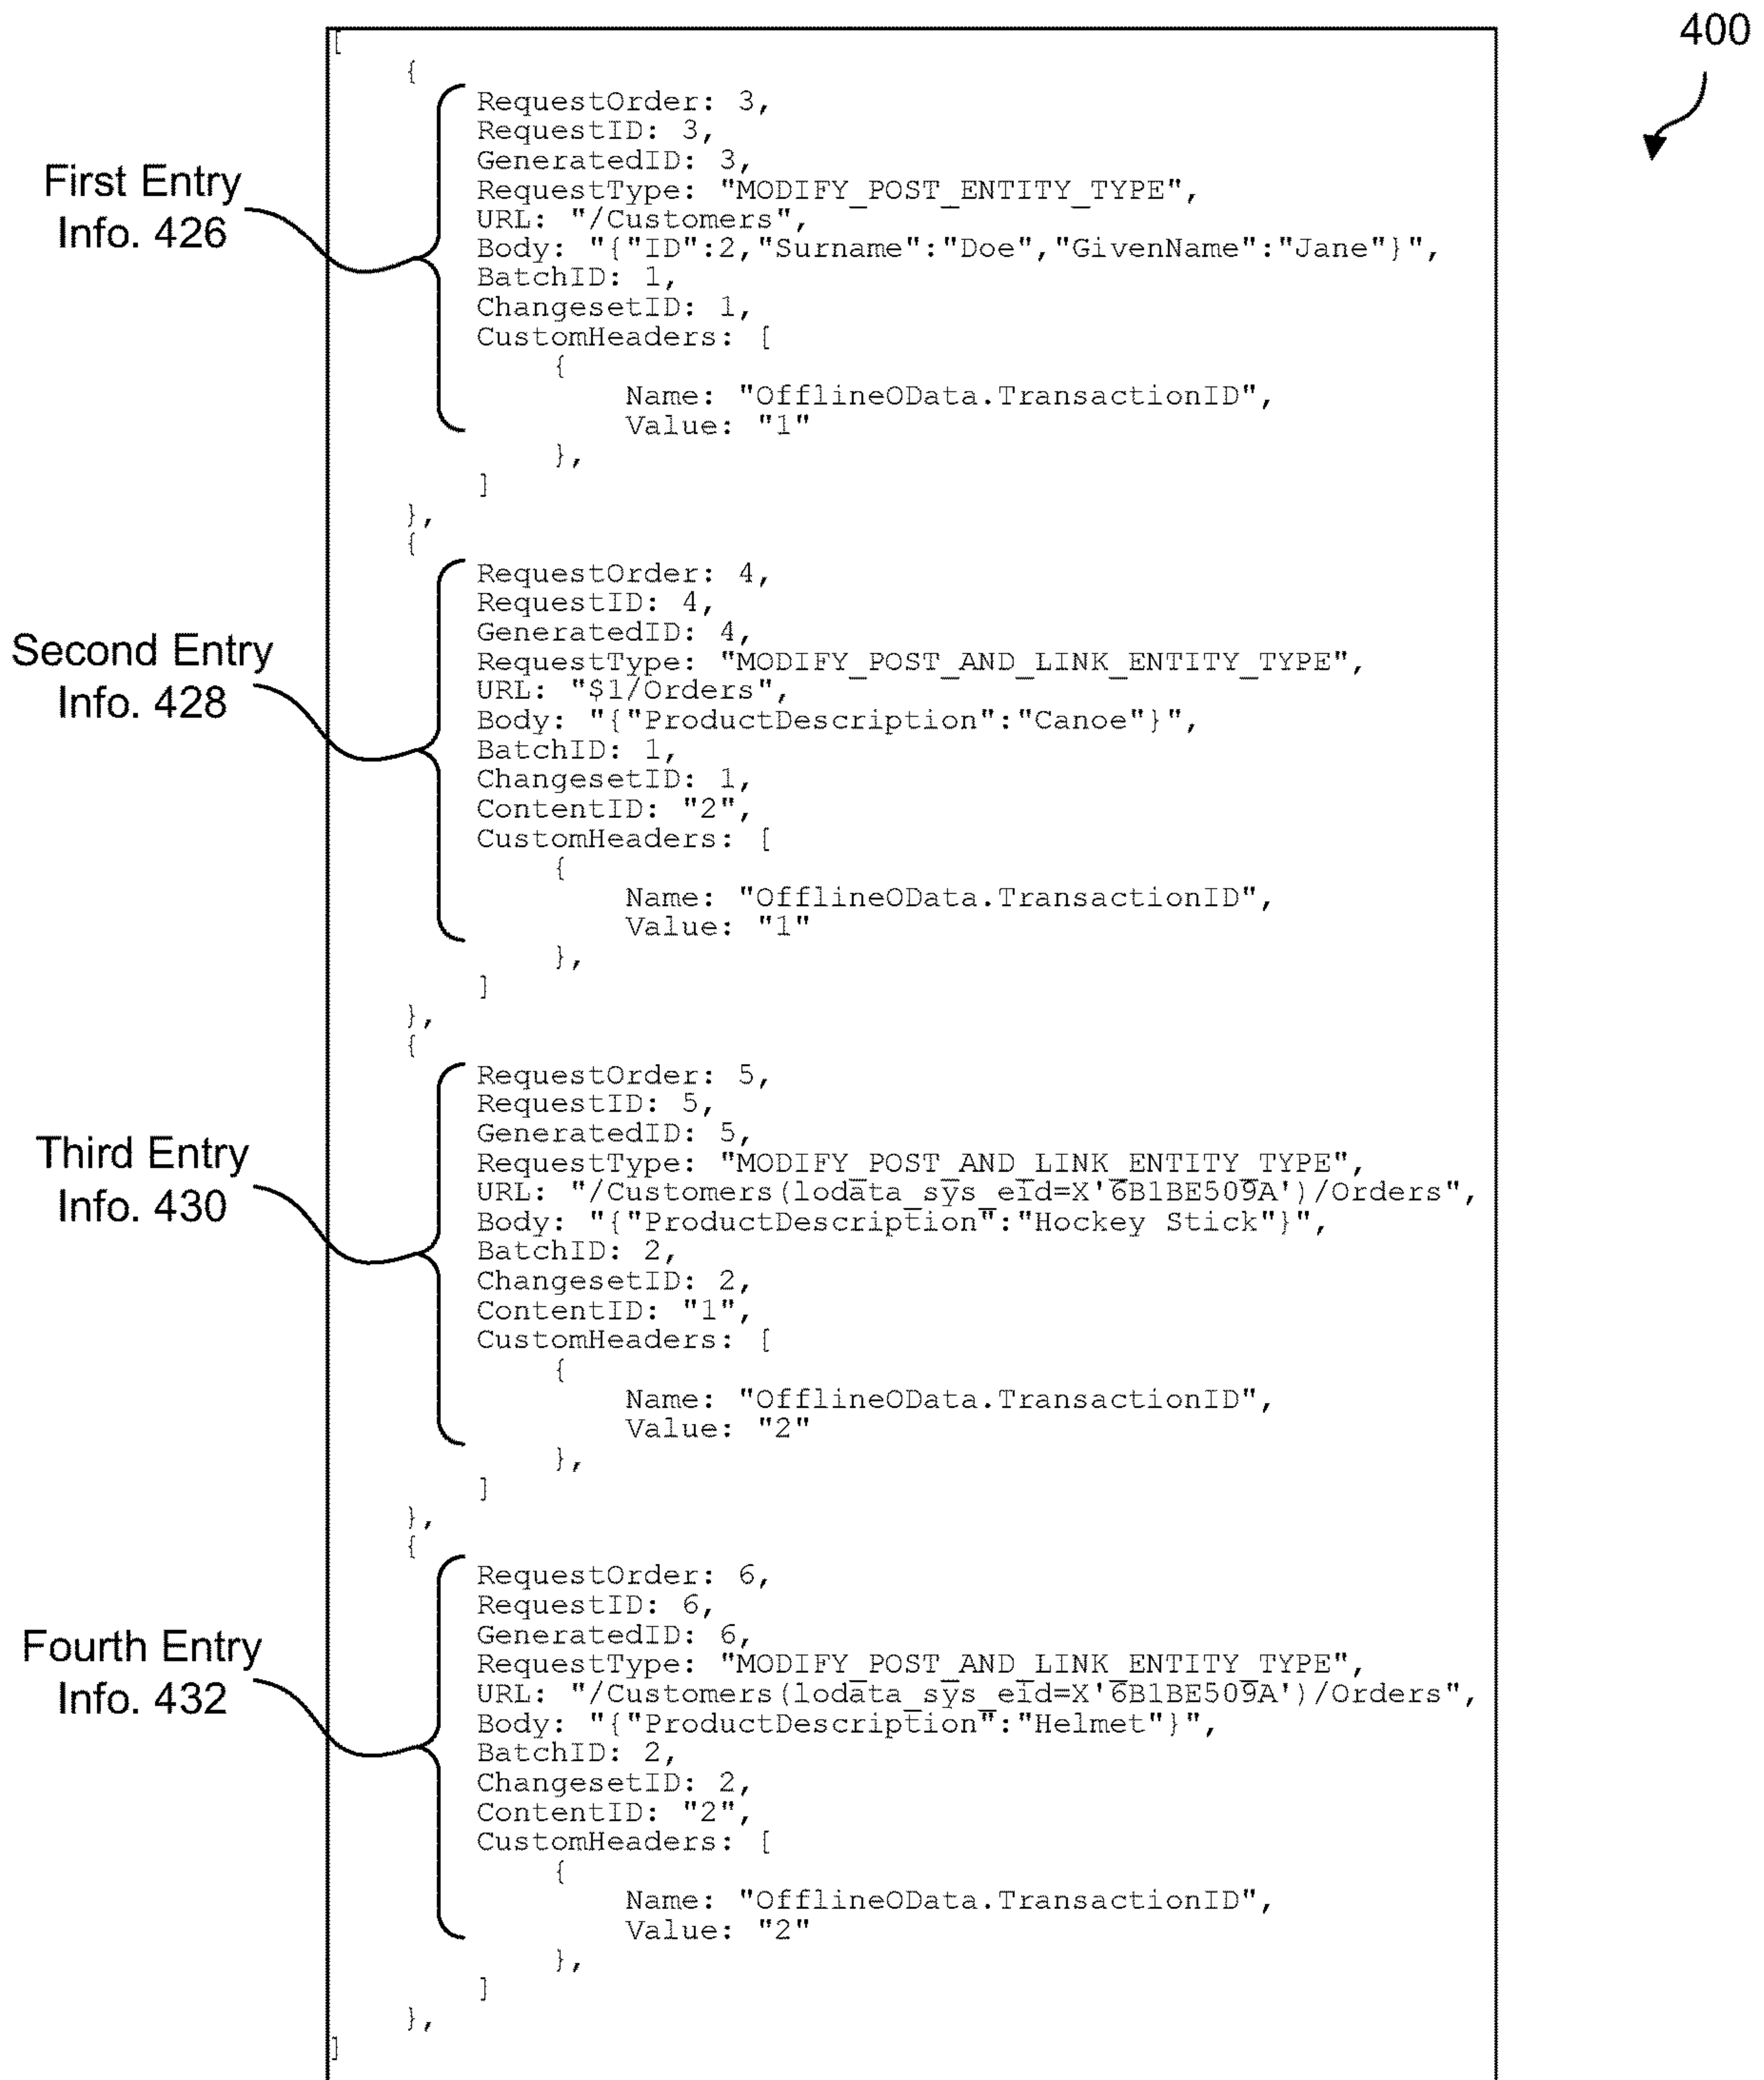 400
[
{
RequestOrder: 3,
RequestID: 3,
GeneratedID: 3,
RequestType: "MODIFY_POST_ENTITY_TYPE",
URL: "/Customers",
Body: "{"ID":2,"Surname":"Doe","GivenName":"Jane"}",
BatchID: 1,
ChangesetID: 1,
CustomHeaders: [
{
Name: "OfflineOData.TransactionID",
Value: "1"
},
]
},
First Entry
Info. 426
{
RequestOrder: 4,
RequestID: 4,
GeneratedID: 4,
RequestType: "MODIFY_POST_AND_LINK_ENTITY_TYPE",
URL: "$1/Orders",
Body: "{"ProductDescription":"Canoe"}",
BatchID: 1,
ChangesetID: 1,
ContentID: "2",
CustomHeaders: [
{
Name: "OfflineOData.TransactionID",
Value: "1"
},
]
},
Second Entry
Info. 428
{
RequestOrder: 5,
RequestID: 5,
GeneratedID: 5,
RequestType: "MODIFY_POST_AND_LINK_ENTITY_TYPE",
URL: "/Customers(lodata_sys_eid=X'6B1BE509A')/Orders",
Body: "{"ProductDescription":"Hockey Stick"}",
BatchID: 2,
ChangesetID: 2,
ContentID: "1",
CustomHeaders: [
{
Name: "OfflineOData.TransactionID",
Value: "2"
},
]
},
Third Entry
Info. 430
{
RequestOrder: 6,
RequestID: 6,
GeneratedID: 6,
RequestType: "MODIFY_POST_AND_LINK_ENTITY_TYPE",
URL: "/Customers(lodata_sys_eid=X'6B1BE509A')/Orders",
Body: "{"ProductDescription":"Helmet"}",
BatchID: 2,
ChangesetID: 2,
ContentID: "2",
CustomHeaders: [
{
Name: "OfflineOData.TransactionID",
Value: "2"
},
]
},
]
Fourth Entry
Info. 432